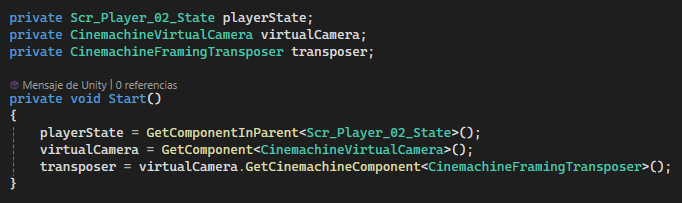 private Scr_Player_02_State playerState;
private CinemachineVirtualCamera virtualCamera;
private CinemachineFramingTransposer transposer;
Mensaje de Unity | 0 referencias
private void Start()
{
    playerState = GetComponentInParent<Scr_Player_02_State>();
    virtualCamera = GetComponent<CinemachineVirtualCamera>();
    transposer = virtualCamera.GetCinemachineComponent<CinemachineFramingTransposer>();
}